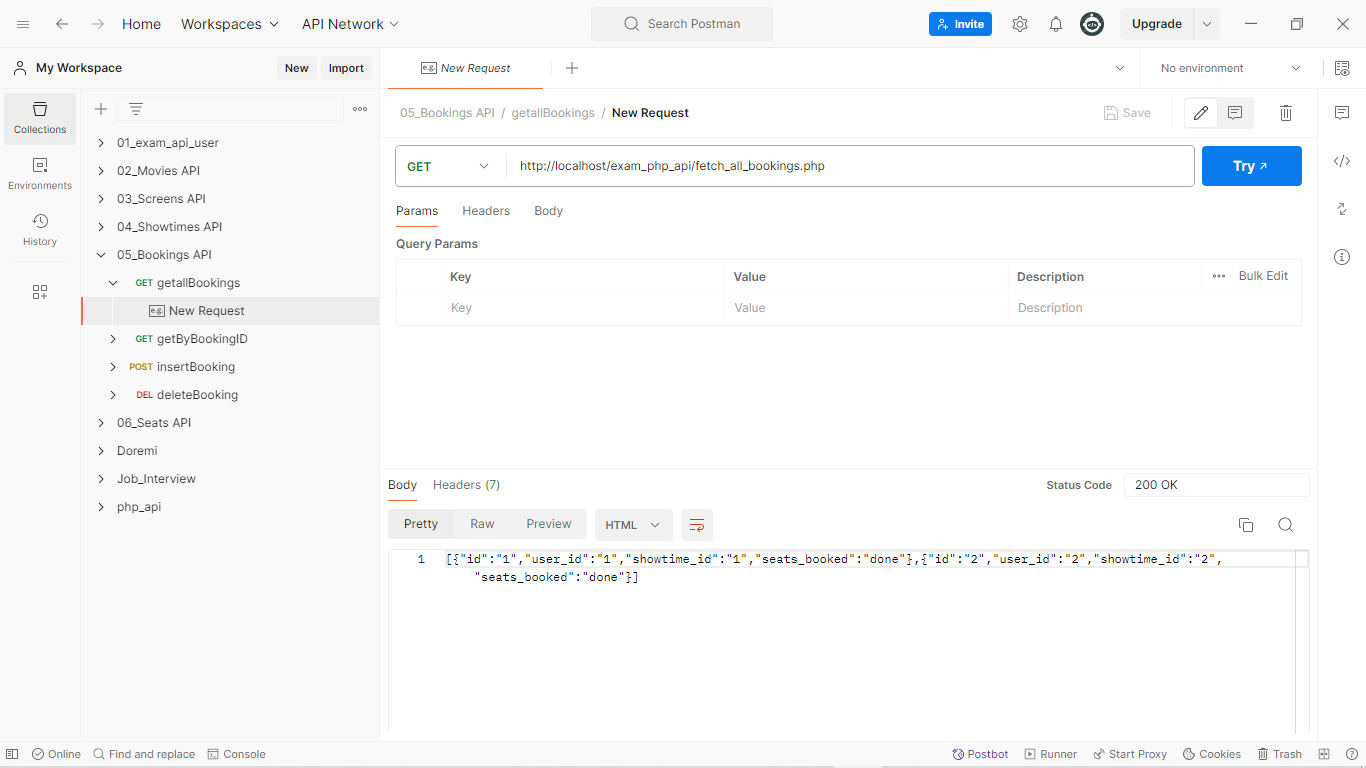 Home Workspaces API Network Search Postman Invite Upgrade
My Workspace New Import e.g. New Request No environment
05_Bookings API / getallBookings / New Request Save
Collections
Environments
History
01_exam_api_user
02_Movies API
03_Screens API
04_Showtimes API
05_Bookings API
GET getallBookings
e.g. New Request
GET getByBookingID
POST insertBooking
DEL deleteBooking
06_Seats API
Doremi
Job_Interview
php_api
GET http://localhost/exam_php_api/fetch_all_bookings.php Try
Params Headers Body
Query Params
Key Value Description Bulk Edit
Key Value Description
Body Headers (7) Status Code 200 OK
Pretty Raw Preview HTML
1 [{"id":"1","user_id":"1","showtime_id":"1","seats_booked":"done"},{"id":"2","user_id":"2","showtime_id":"2",
"seats_booked":"done"}]
Online Find and replace Console Postbot Runner Start Proxy Cookies Trash